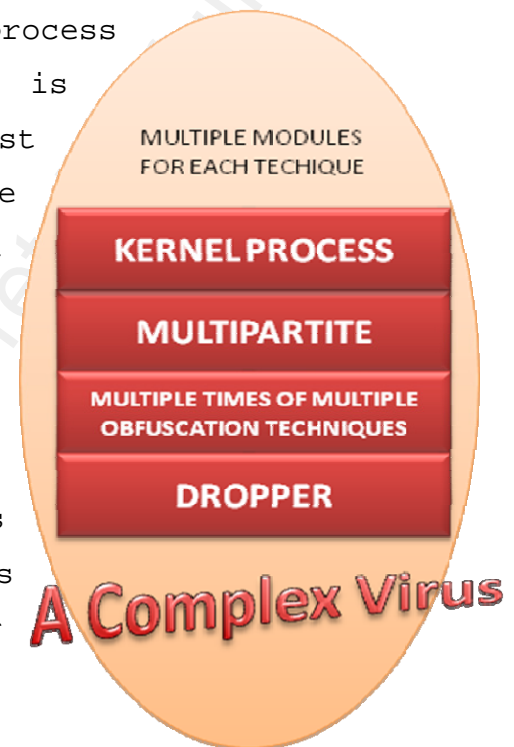 process
is
st
e
MULTIPLE MODULES
FOR EACH TECHIQUE
KERNEL PROCESS
MULTIPARTITE
MULTIPLE TIMES OF MULTIPLE
OBFUSCATION TECHNIQUES
DROPPER
s
s
A Complex Virus